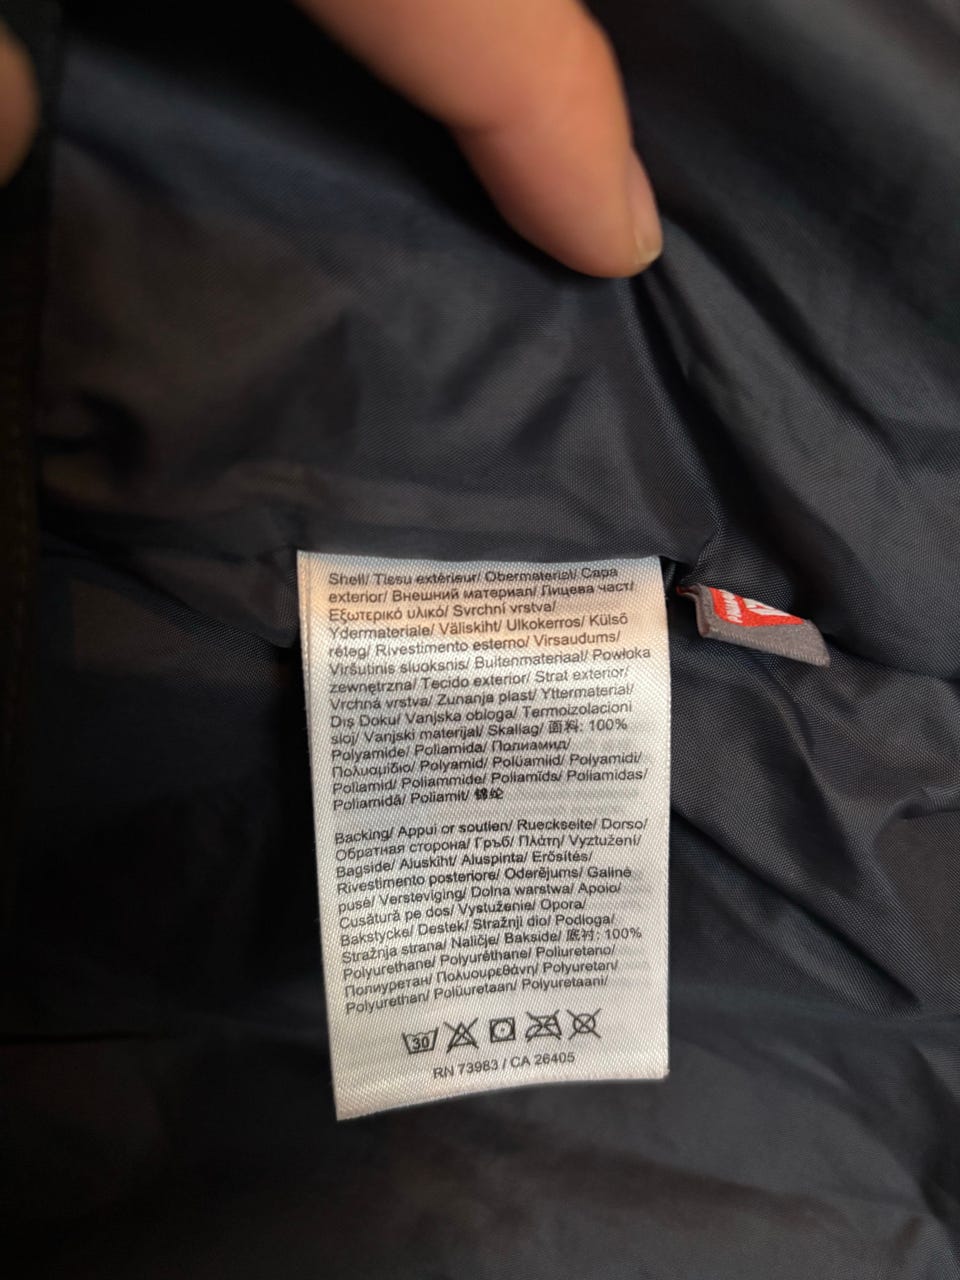 Shell/ Tissu extérieur/ Obermaterial/ Capa
exterior/ Внешний материал/ Лицева част/
Εξωτερικό υλικό/ Svrchní vrstva/
Ydermateriale/ Väliskiht/ Ulkokerros/ Külső
réteg/ Rivestimento esterno/ Virsaudums/
Viršutinis sluoksnis/ Buitenmateriaal/ Powłoka
zewnętrzna/ Tecido exterior/ Strat exterior/
Vrchná vrstva/ Zunanja plast/ Yttermaterial/
Dış Doku/ Vanjska obloga/ Termoizolacioni
sloj/ Vanjski materijal/ Skallag/ 面料: 100%
Polyamide/ Poliamida/ Полиамид/
Πολυαμίδιο/ Polyamid/ Polüamiid/ Polyamidi/
Poliamid/ Poliammide/ Poliamīds/ Poliamidas/
Poliamidă/ Poliamit/ 锦纶
Backing/ Appui or soutien/ Rueckseite/ Dorso/
Обратная сторона/ Гръб/ Πλάτη/ Vyztužení/
Bagside/ Aluskiht/ Aluspinta/ Erősítés/
Rivestimento posteriore/ Oderējums/ Galinė
pusė/ Versteviging/ Dolna warstwa/ Apoio/
Cusătură pe dos/ Vystuženie/ Opora/
Bakstycke/ Destek/ Stražnji dio/ Podloga/
Stražnja strana/ Naličje/ Bakside/ 底衬: 100%
Polyurethane/ Polyuréthane/ Poliuretano/
Полиуретан/ Πολυουρεθάνη/ Polyuretan/
Polyurethan/ Polüuretaan/ Polyuretaani/
30
RN 73983 / CA 26405